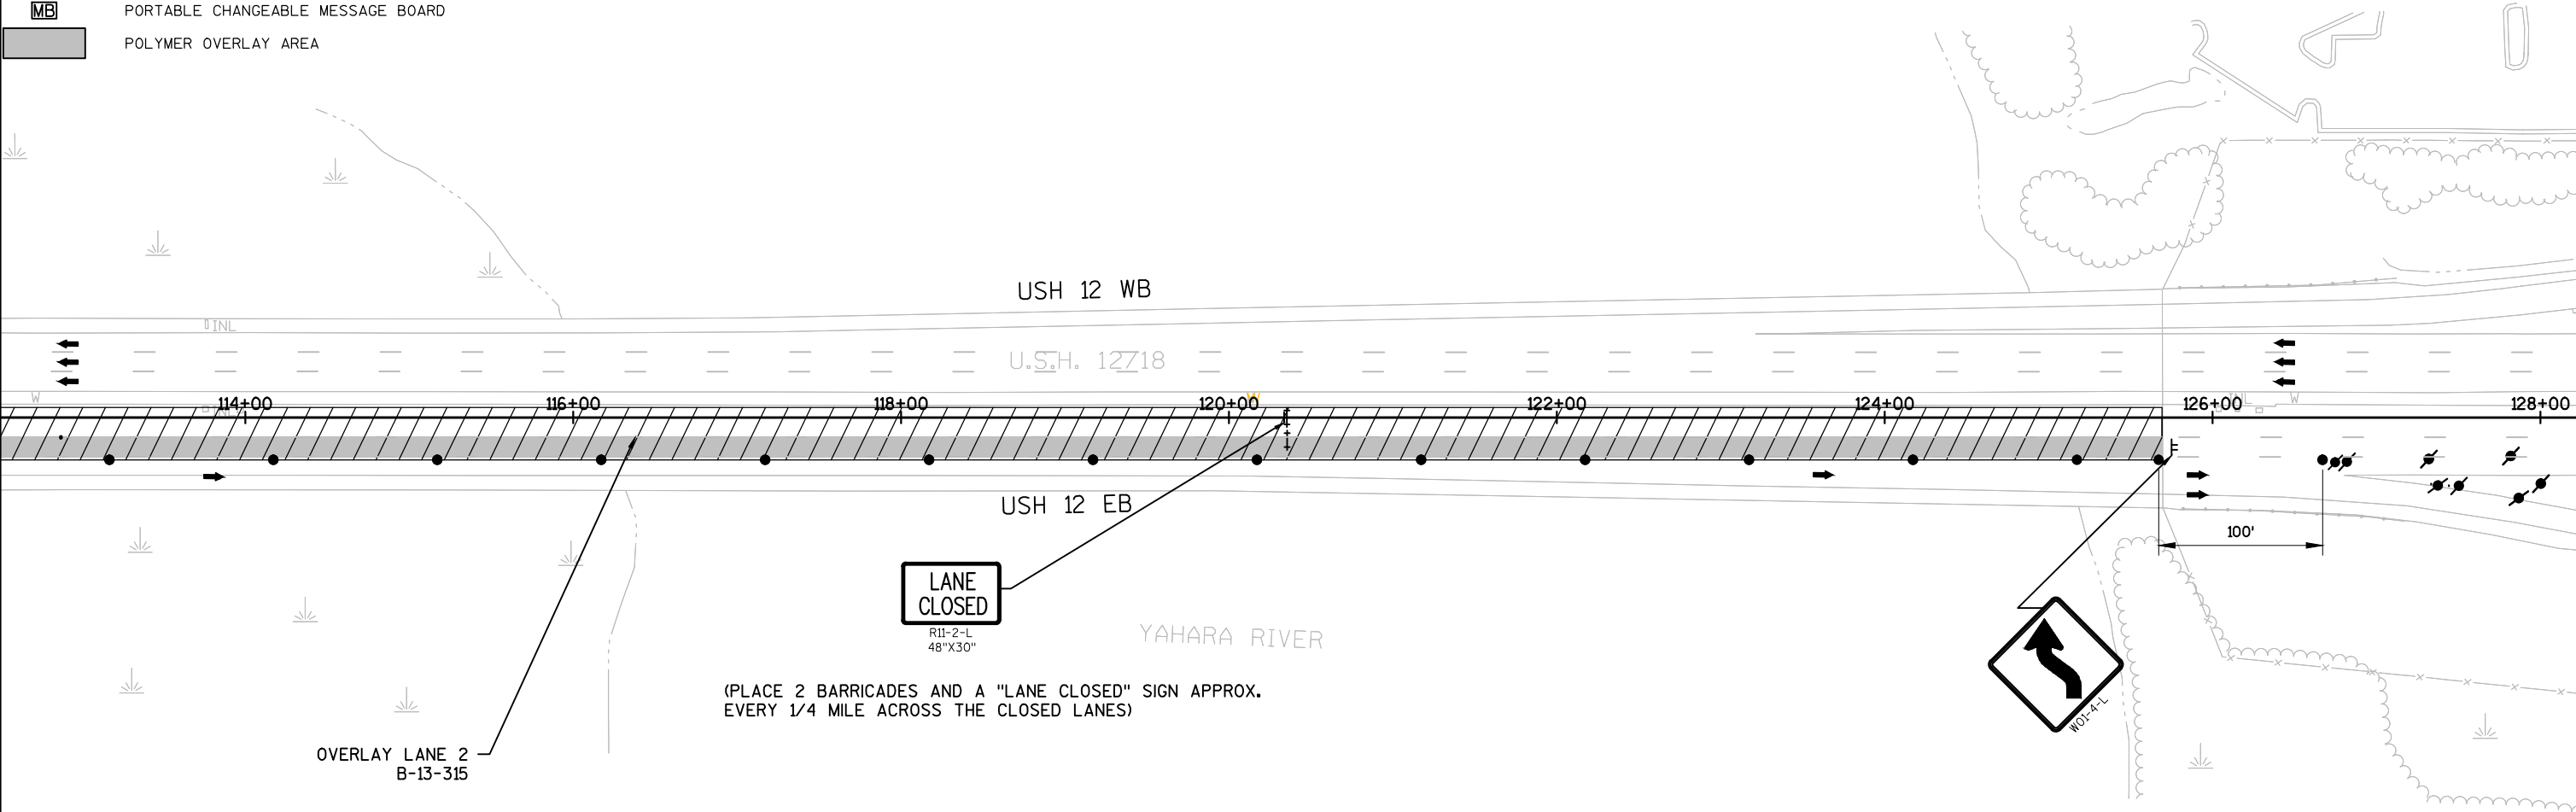 MB PORTABLE CHANGEABLE MESSAGE BOARD
POLYMER OVERLAY AREA
USH 12 WB
INL
U.S.H. 12/18
W
W
W
114+00 116+00 118+00 120+00 122+00 124+00 126+00 128+00
USH 12 EB
100'
LANE
CLOSED
R11-2-L
48"X30"
YAHARA RIVER
(PLACE 2 BARRICADES AND A "LANE CLOSED" SIGN APPROX.
EVERY 1/4 MILE ACROSS THE CLOSED LANES)
W01-4-L
OVERLAY LANE 2
B-13-315